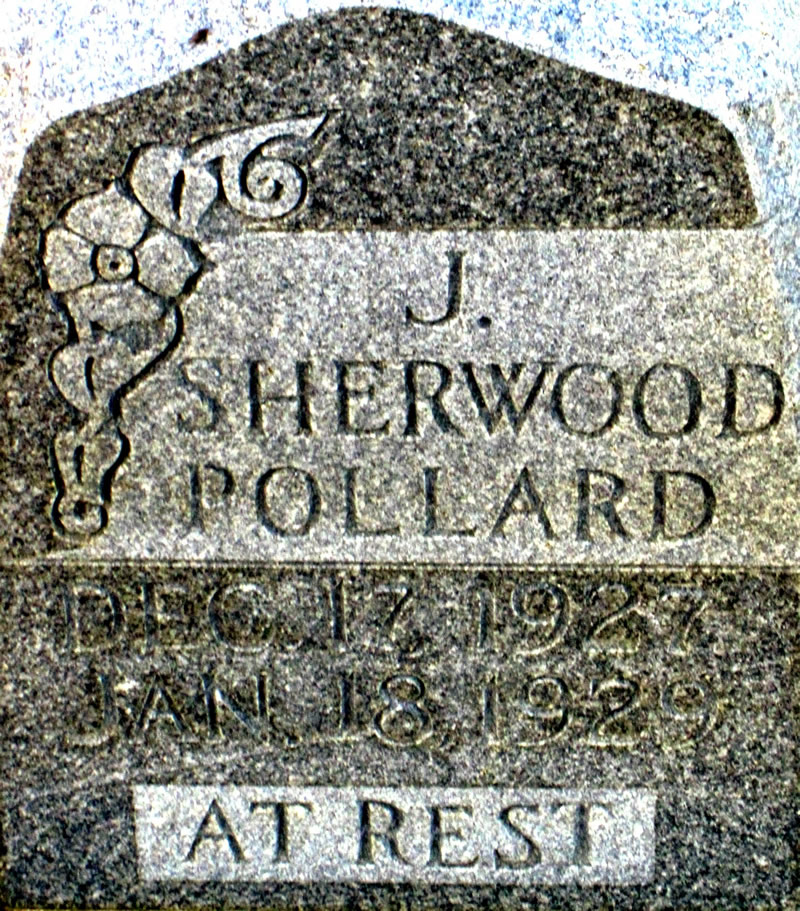 J.
SHERWOOD
POLLARD
DEC. 17, 1927
JAN. 18, 1929
AT REST